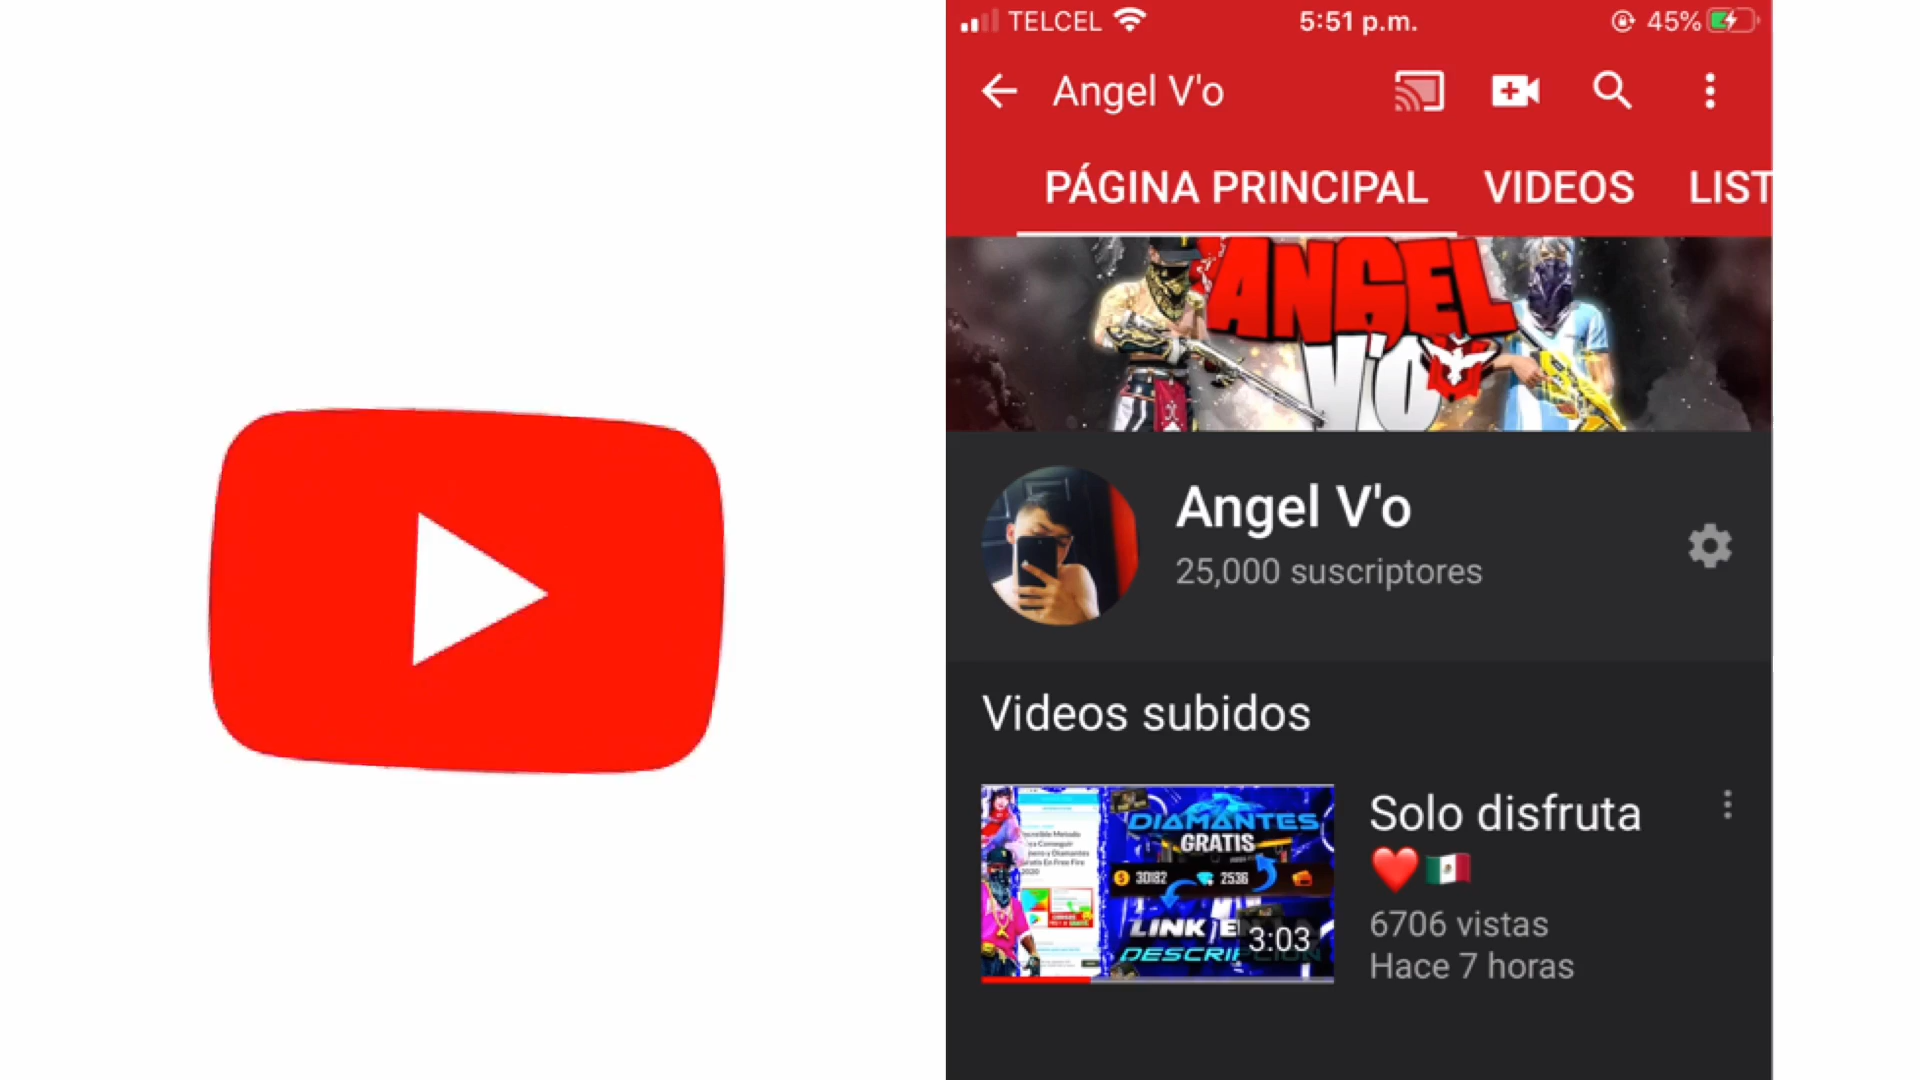 TELCEL
5:51 p.m.
45%
Angel V'o
PÁGINA PRINCIPAL
VIDEOS
LIST
ANGEL
V'O
Angel V'o
25,000 suscriptores
Videos subidos
DIAMANTES
GRATIS
30182
2536
LINK E
DESCRIPCION
3:03
Solo disfruta
❤️🇲🇽
6706 vistas
Hace 7 horas